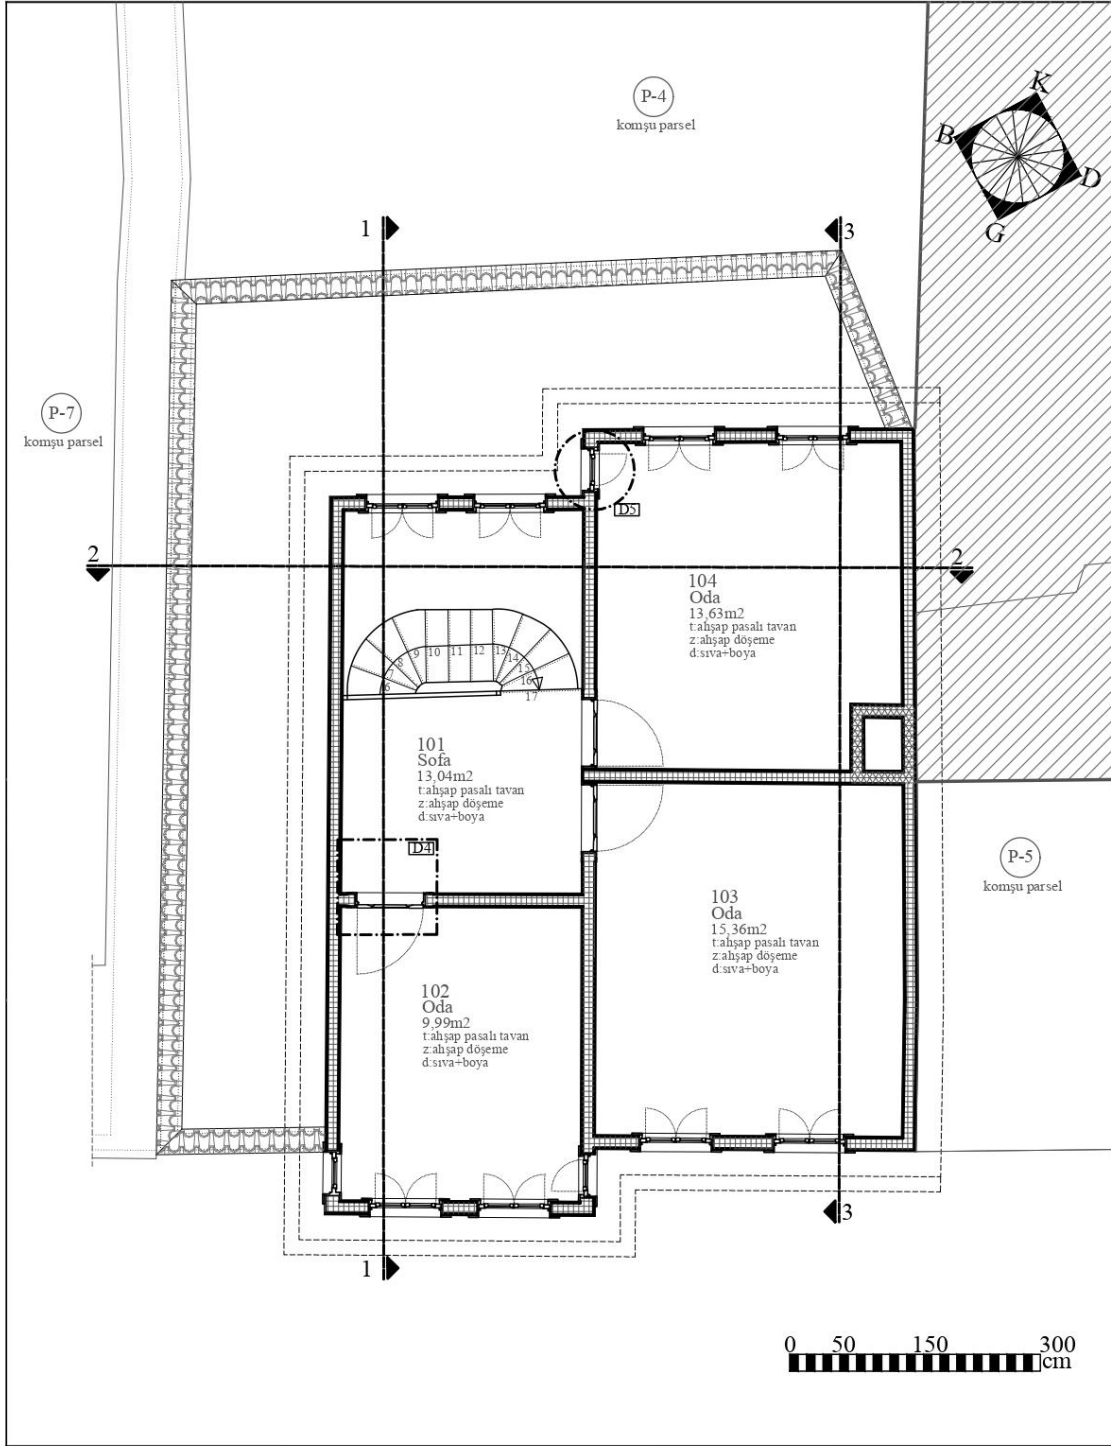 P-4
komşu parsel
K
B
D
G
1
3
P-7
komşu parsel
D5
2
2
104
Oda
13,63m2
t:ahşap pasalı tavan
z:ahşap döşeme
d:sıva+boya
6
7
8
9
10
11
12
13
14
15
16
17
101
Sofa
13,04m2
t:ahşap pasalı tavan
z:ahşap döşeme
d:sıva+boya
D4
P-5
komşu parsel
103
Oda
15,36m2
t:ahşap pasalı tavan
z:ahşap döşeme
d:sıva+boya
102
Oda
9,99m2
t:ahşap pasalı tavan
z:ahşap döşeme
d:sıva+boya
3
1
0 50 150 300
cm